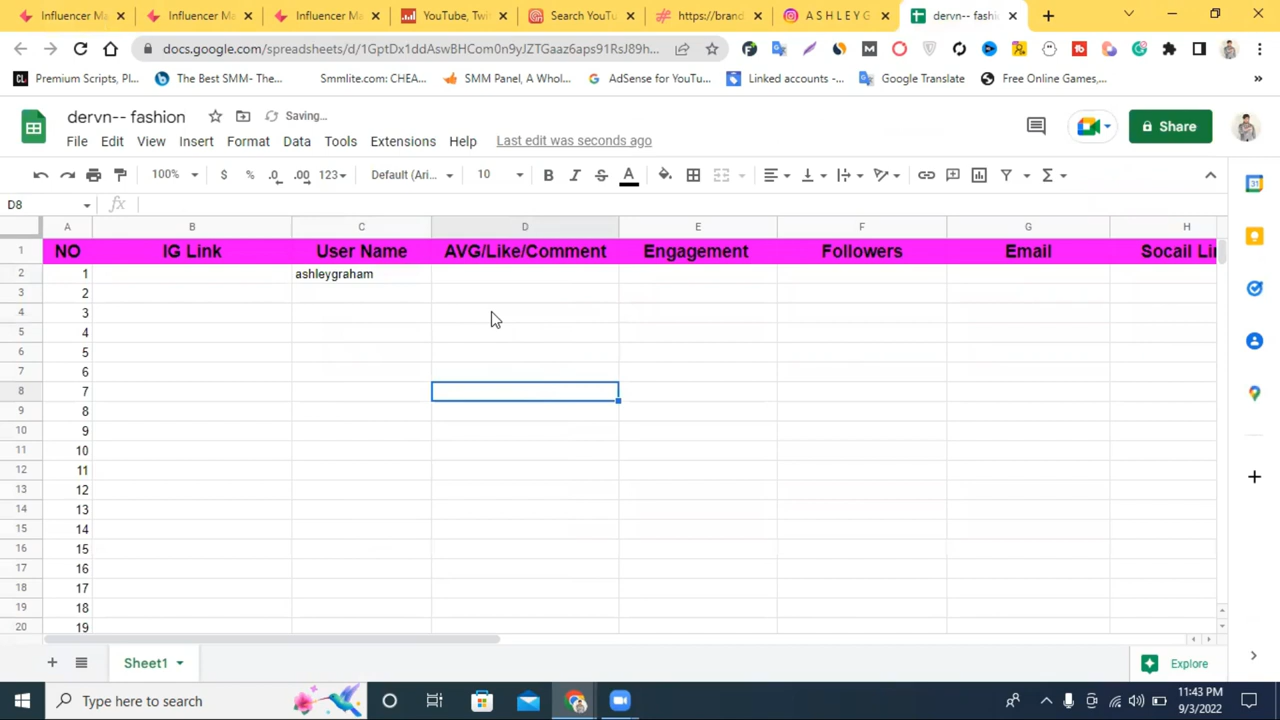 Influencer Ma
Influencer Ma
Influencer Ma
YouTube, Twi
Search YouTu
https://brand
A S H L E Y G
dervn-- fashi
docs.google.com/spreadsheets/d/1GptDx1ddAswBHCom0n9yJZTGaaz6aps91RsJ89h...
Premium Scripts, Pl...
The Best SMM- The...
Smmlite.com: CHEA...
SMM Panel, A Whol...
AdSense for YouTu...
Linked accounts -...
Google Translate
Free Online Games,...
dervn-- fashion
Saving...
Share
File Edit View Insert Format Data Tools Extensions Help Last edit was seconds ago
100% $ % .0 .00 123 Default (Ari... 10 B I S A
D8 fx
A B C D E F G H
1 NO IG Link User Name AVG/Like/Comment Engagement Followers Email Socail Lin
2 1 ashleygraham
3 2
4 3
5 4
6 5
7 6
8 7
9 8
10 9
11 10
12 11
13 12
14 13
15 14
16 15
17 16
18 17
19 18
20 19
Sheet1
Explore
Type here to search
11:43 PM
9/3/2022